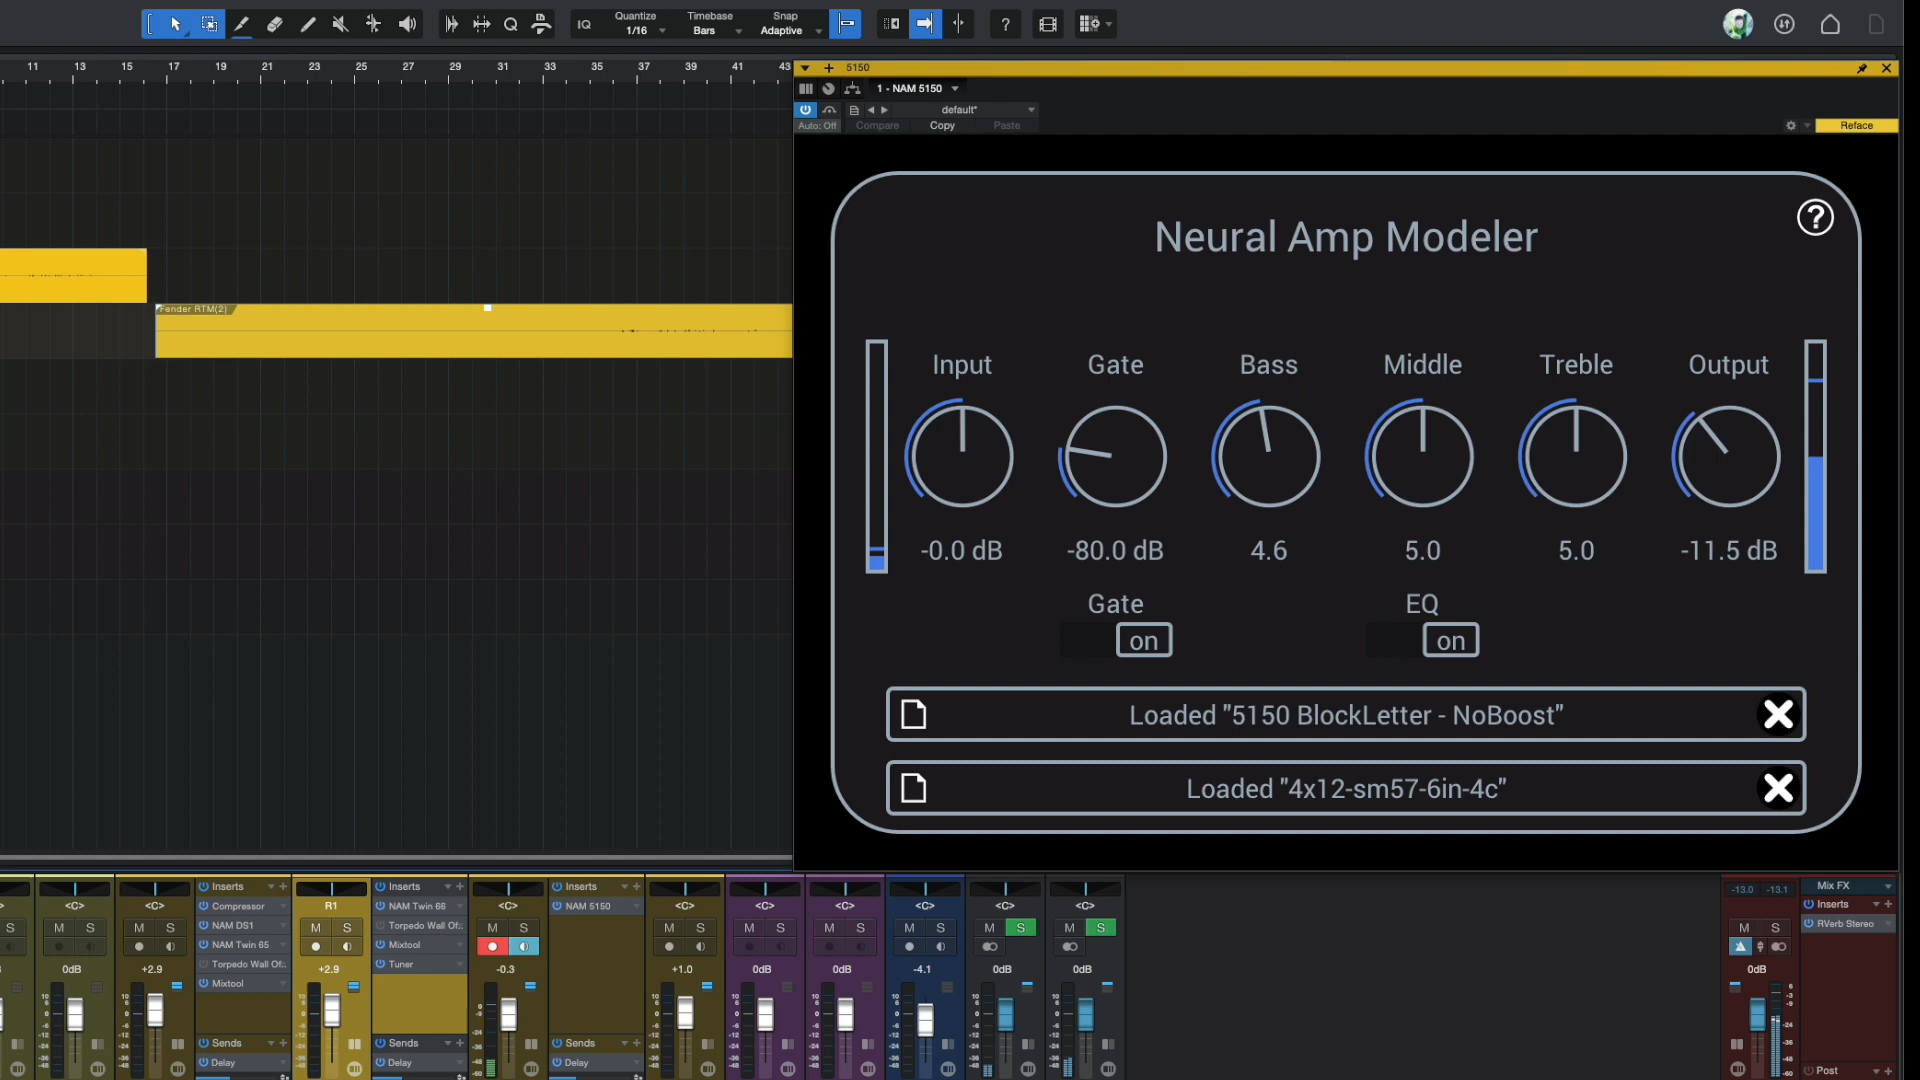 IQ
Quantize
1/16
Timebase
Bars
Snap
Adaptive
?
11 13 15 17 19 21 23 25 27 29 31 33 35 37 39 41 43
5150
1 - NAM 5150
default*
Auto: Off
Compare
Copy
Paste
Reface
Neural Amp Modeler
?
Input
Gate
Bass
Middle
Treble
Output
-0.0 dB
-80.0 dB
4.6
5.0
5.0
-11.5 dB
Gate
on
EQ
on
Loaded "5150 BlockLetter - NoBoost"
Loaded "4x12-sm57-6in-4c"
Fender RTM(2)
S
<C>
M S
0dB
<C>
M S
+2.9
Inserts
Compressor
NAM DS1
NAM Twin 65
Torpedo Wall Of..
Mixtool
Sends
Delay
R1
M S
+2.9
Inserts
NAM Twin 66
Torpedo Wall Of..
Mixtool
Tuner
Sends
Delay
<C>
M S
-0.3
Inserts
NAM 5150
Sends
Delay
<C>
M S
+1.0
<C>
M S
0dB
<C>
M S
0dB
<C>
M S
-4.1
<C>
M S
0dB
<C>
M S
0dB
-13.0 -13.1
M S
0dB
Mix FX
Inserts
RVerb Stereo
Post